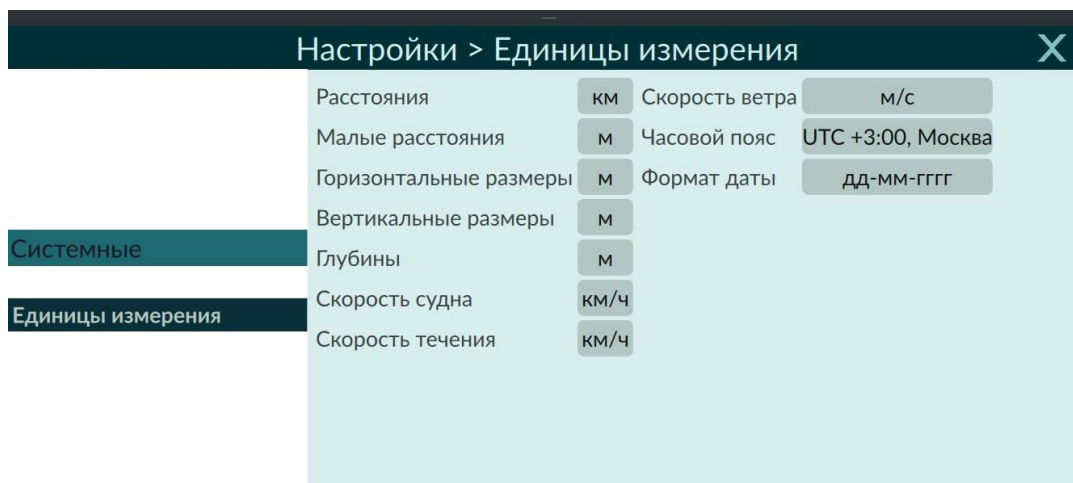 Настройки > Единицы измерения X
Системные
Единицы измерения
Расстояния км
Малые расстояния м
Горизонтальные размеры м
Вертикальные размеры м
Глубины м
Скорость судна км/ч
Скорость течения км/ч
Скорость ветра м/с
Часовой пояс UTC +3:00, Москва
Формат даты дд-мм-гггг